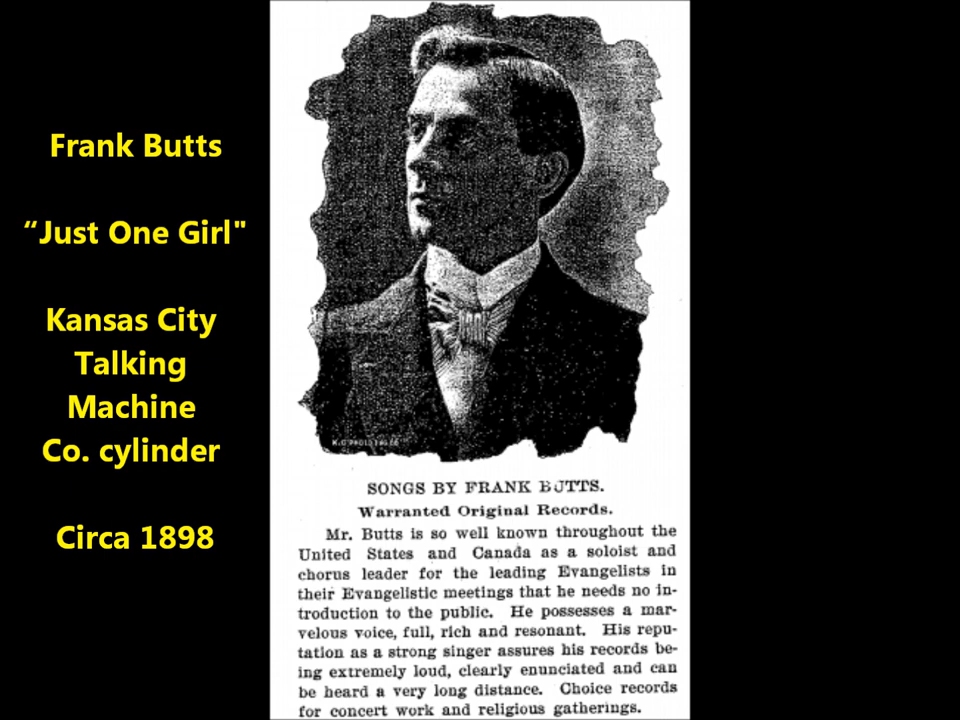 Frank Butts
“Just One Girl"
Kansas City
Talking
Machine
Co. cylinder
Circa 1898
SONGS BY FRANK BUTTS.
Warranted Original Records.
Mr. Butts is so well known throughout the
United States and Canada as a soloist and
chorus leader for the leading Evangelists in
their Evangelistic meetings that he needs no in-
troduction to the public. He possesses a mar-
velous voice, full, rich and resonant. His repu-
tation as a strong singer assures his records be-
ing extremely loud, clearly enunciated and can
be heard a very long distance. Choice records
for concert work and religious gatherings.